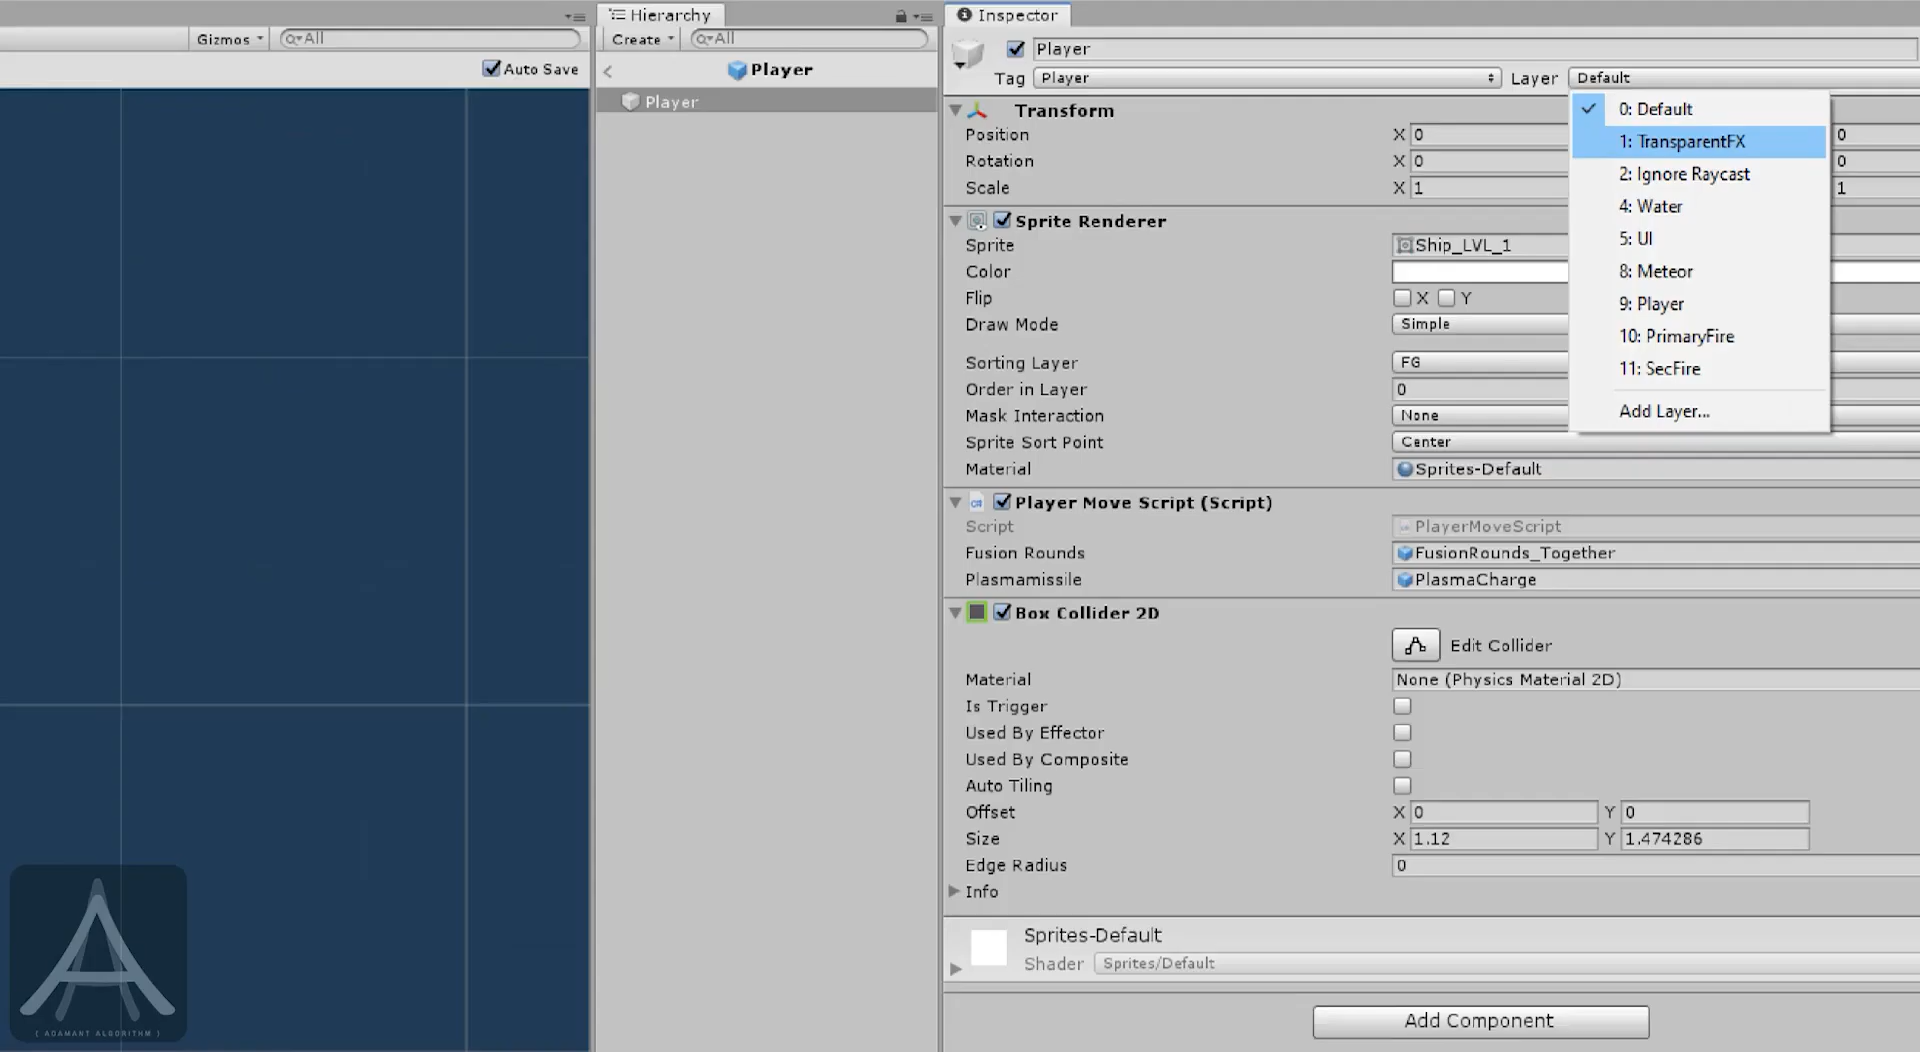 Hierarchy
Inspector
Gizmos
All
Create
All
Player
Auto Save
Player
Tag
Player
Layer
Default
Player
0: Default
1: TransparentFX
2: Ignore Raycast
4: Water
5: UI
8: Meteor
9: Player
10: PrimaryFire
11: SecFire
Add Layer...
Transform
Position
X 0
0
Rotation
X 0
0
Scale
X 1
1
Sprite Renderer
Sprite
Ship_LVL_1
Color
Flip
X Y
Draw Mode
Simple
Sorting Layer
FG
Order in Layer
0
Mask Interaction
None
Sprite Sort Point
Center
Material
Sprites-Default
Player Move Script (Script)
Script
PlayerMoveScript
Fusion Rounds
FusionRounds_Together
Plasmamissile
PlasmaCharge
Box Collider 2D
Edit Collider
Material
None (Physics Material 2D)
Is Trigger
Used By Effector
Used By Composite
Auto Tiling
Offset
X 0
Y 0
Size
X 1.12
Y 1.474286
Edge Radius
0
Info
Sprites-Default
Shader
Sprites/Default
Add Component
( ADAMANT ALGORITHM )